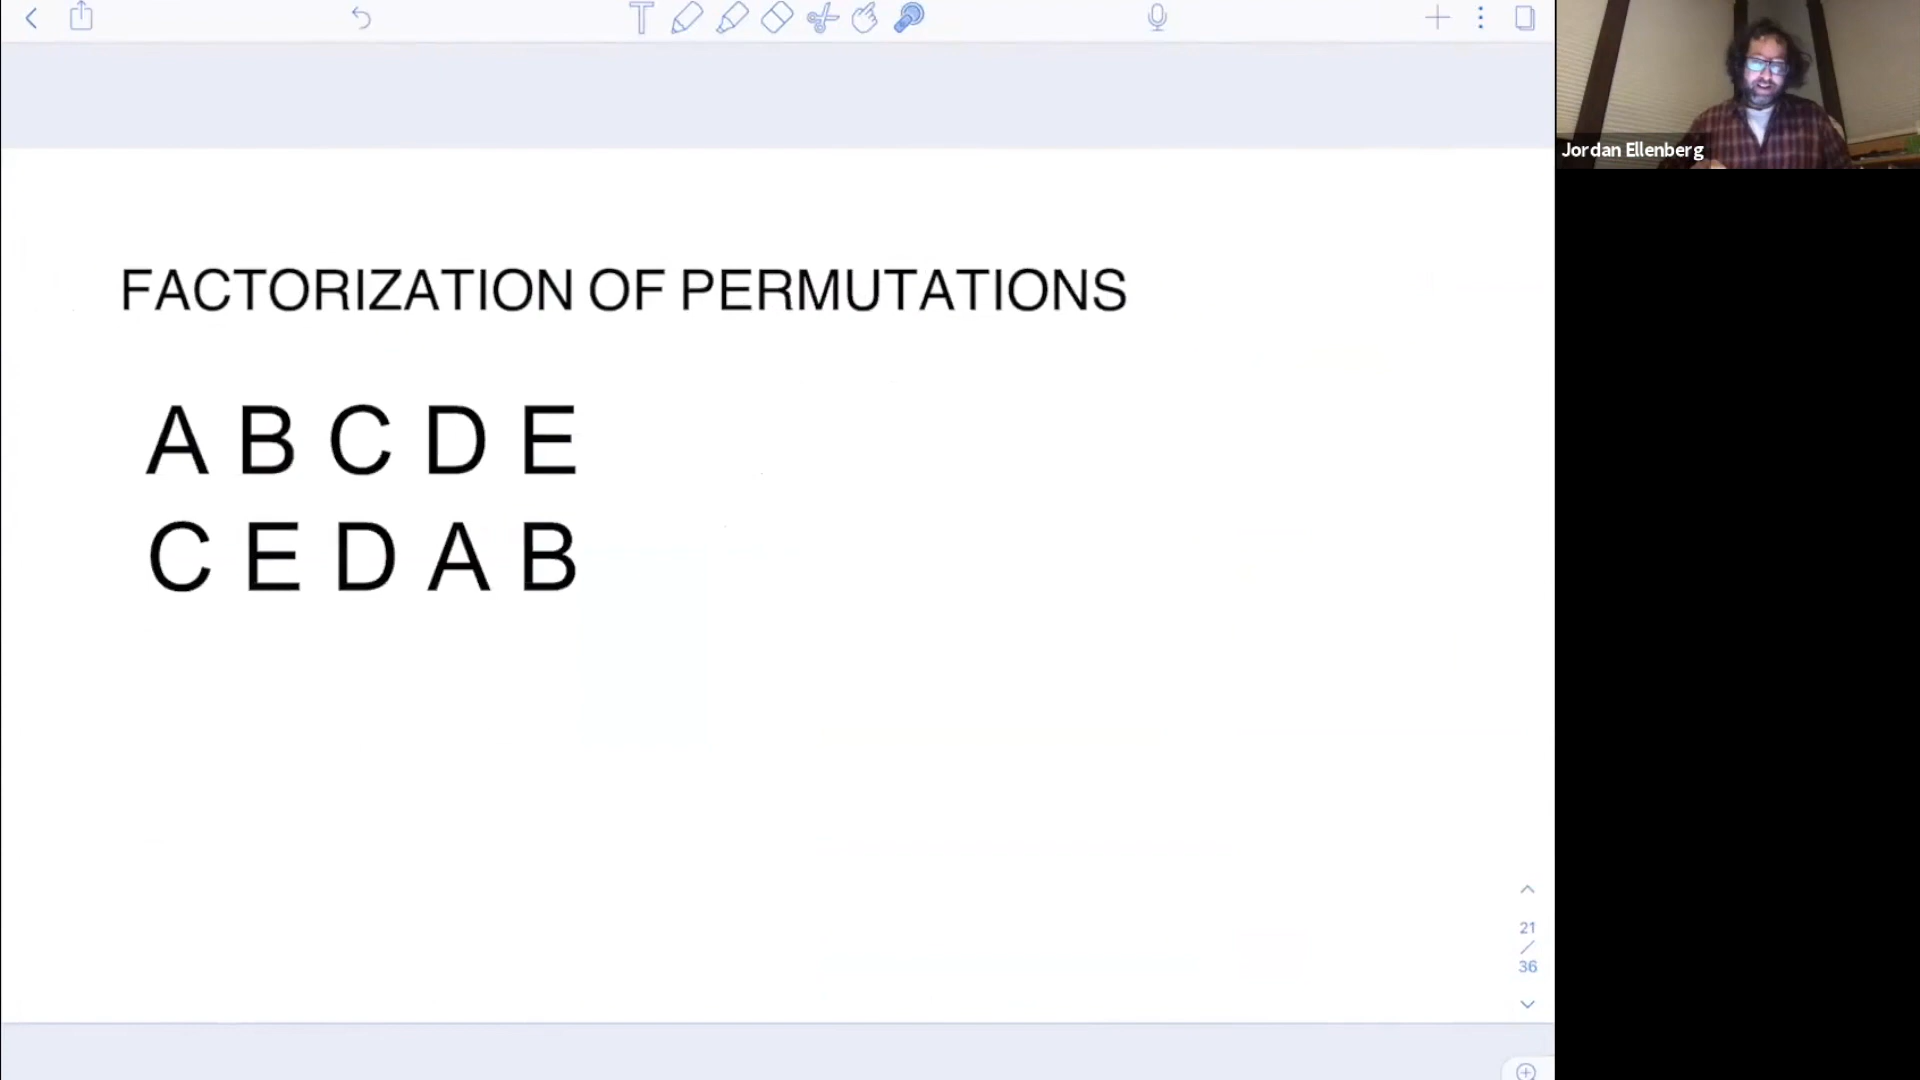 Jordan Ellenberg
FACTORIZATION OF PERMUTATIONS
A B C D E
C E D A B
21
/
36